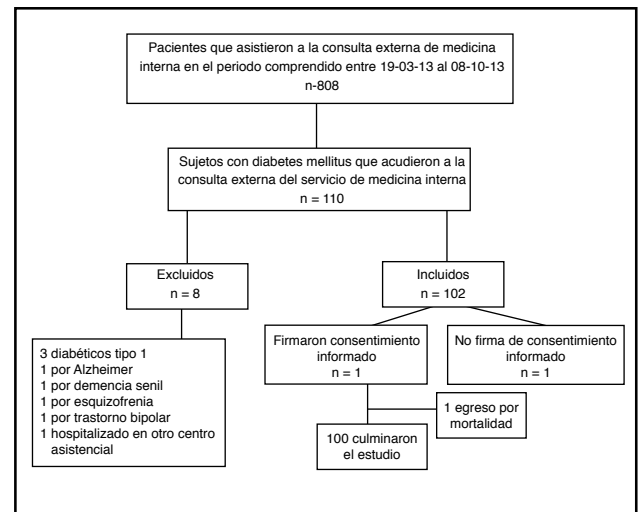 Pacientes que asistieron a la consulta externa de medicina
interna en el periodo comprendido entre 19-03-13 al 08-10-13
n-808
Sujetos con diabetes mellitus que acudieron a la
consulta externa del servicio de medicina interna
n = 110
Excluidos
n = 8
Incluidos
n = 102
3 diabéticos tipo 1
1 por Alzheimer
1 por demencia senil
1 por esquizofrenia
1 por trastorno bipolar
1 hospitalizado en otro centro
asistencial
Firmaron consentimiento
informado
n = 1
No firma de consentimiento
informado
n = 1
1 egreso por
mortalidad
100 culminaron
el estudio